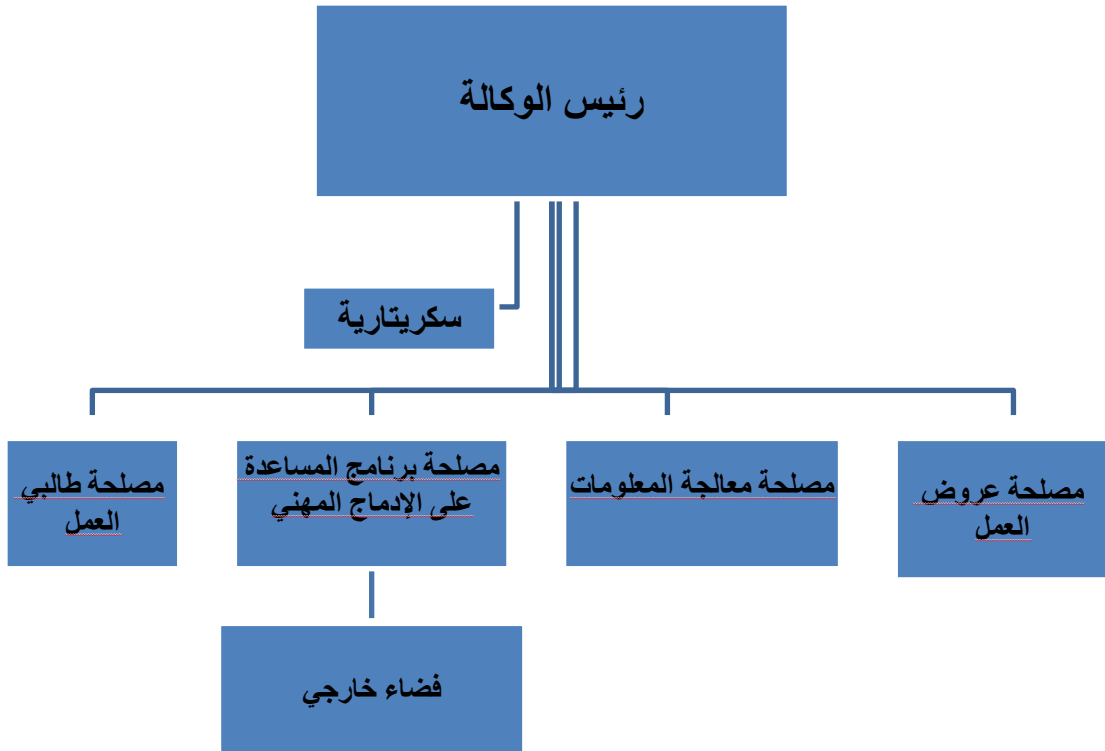 رئيس الوكالة
سكريتارية
مصلحة عروض
العمل
مصلحة معالجة المعلومات
مصلحة برنامج المساعدة
على الإدماج المهني
مصلحة طالبي
العمل
فضاء خارجي